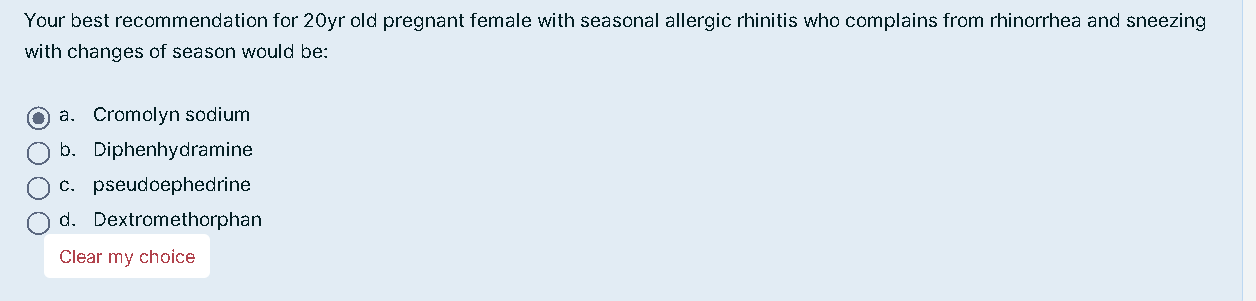 Your best recommendation for 20yr old pregnant female with seasonal allergic rhinitis who complains from rhinorrhea and sneezing
with changes of season would be:
a. Cromolyn sodium
b. Diphenhydramine
c. pseudoephedrine
d. Dextromethorphan
Clear my choice